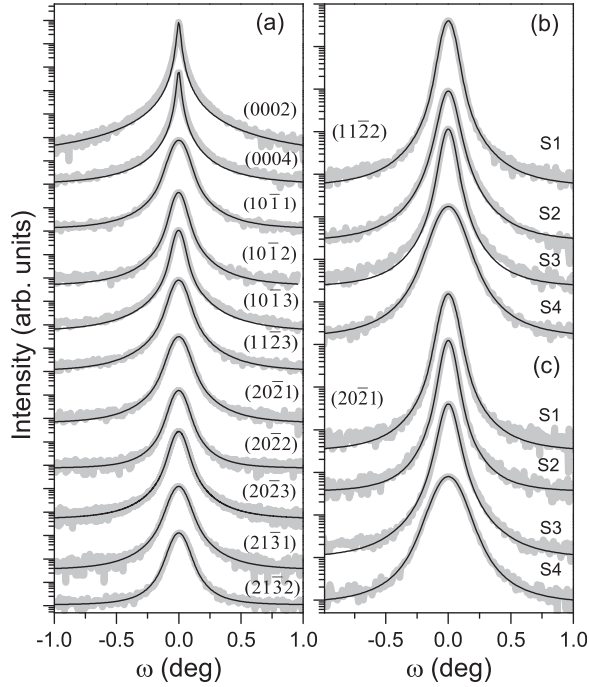 (a)
(0002)
(0004)
(101̄1)
(101̄2)
(101̄3)
(112̄3)
(202̄1)
(202̄2)
(202̄3)
(213̄1)
(213̄2)
Intensity (arb. units)
-1.0 -0.5 0.0 0.5 1.0
ω (deg)
(b)
(112̄2)
S1
S2
S3
S4
(c)
(202̄1)
S1
S2
S3
S4
-0.5 0.0 0.5 1.0
ω (deg)